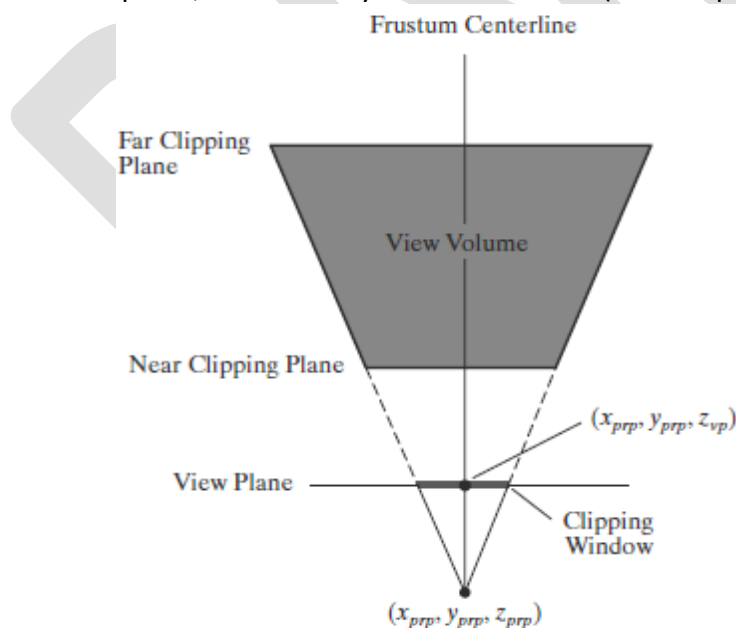 Frustum Centerline
Far Clipping
Plane
View Volume
Near Clipping Plane
(x_prp, y_prp, z_vp)
View Plane
Clipping
Window
(x_prp, y_prp, z_prp)